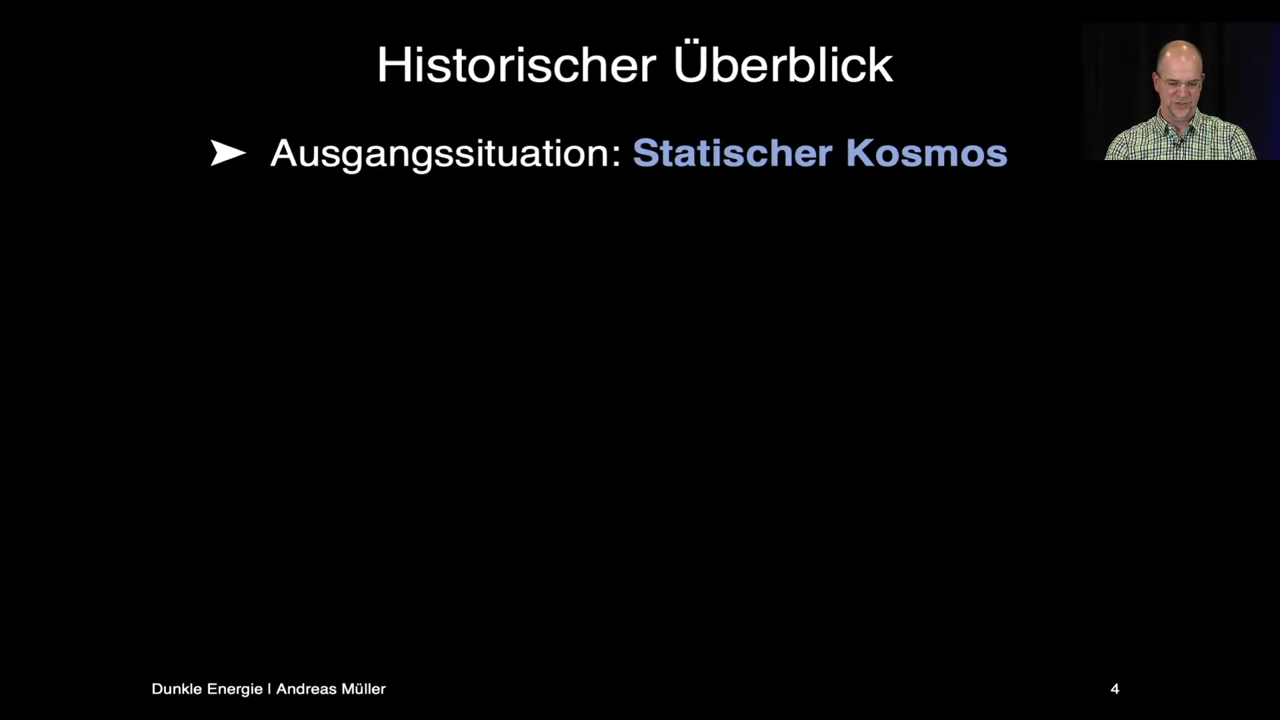 Historischer Überblick
➤ Ausgangssituation: Statischer Kosmos
Dunkle Energie | Andreas Müller
4